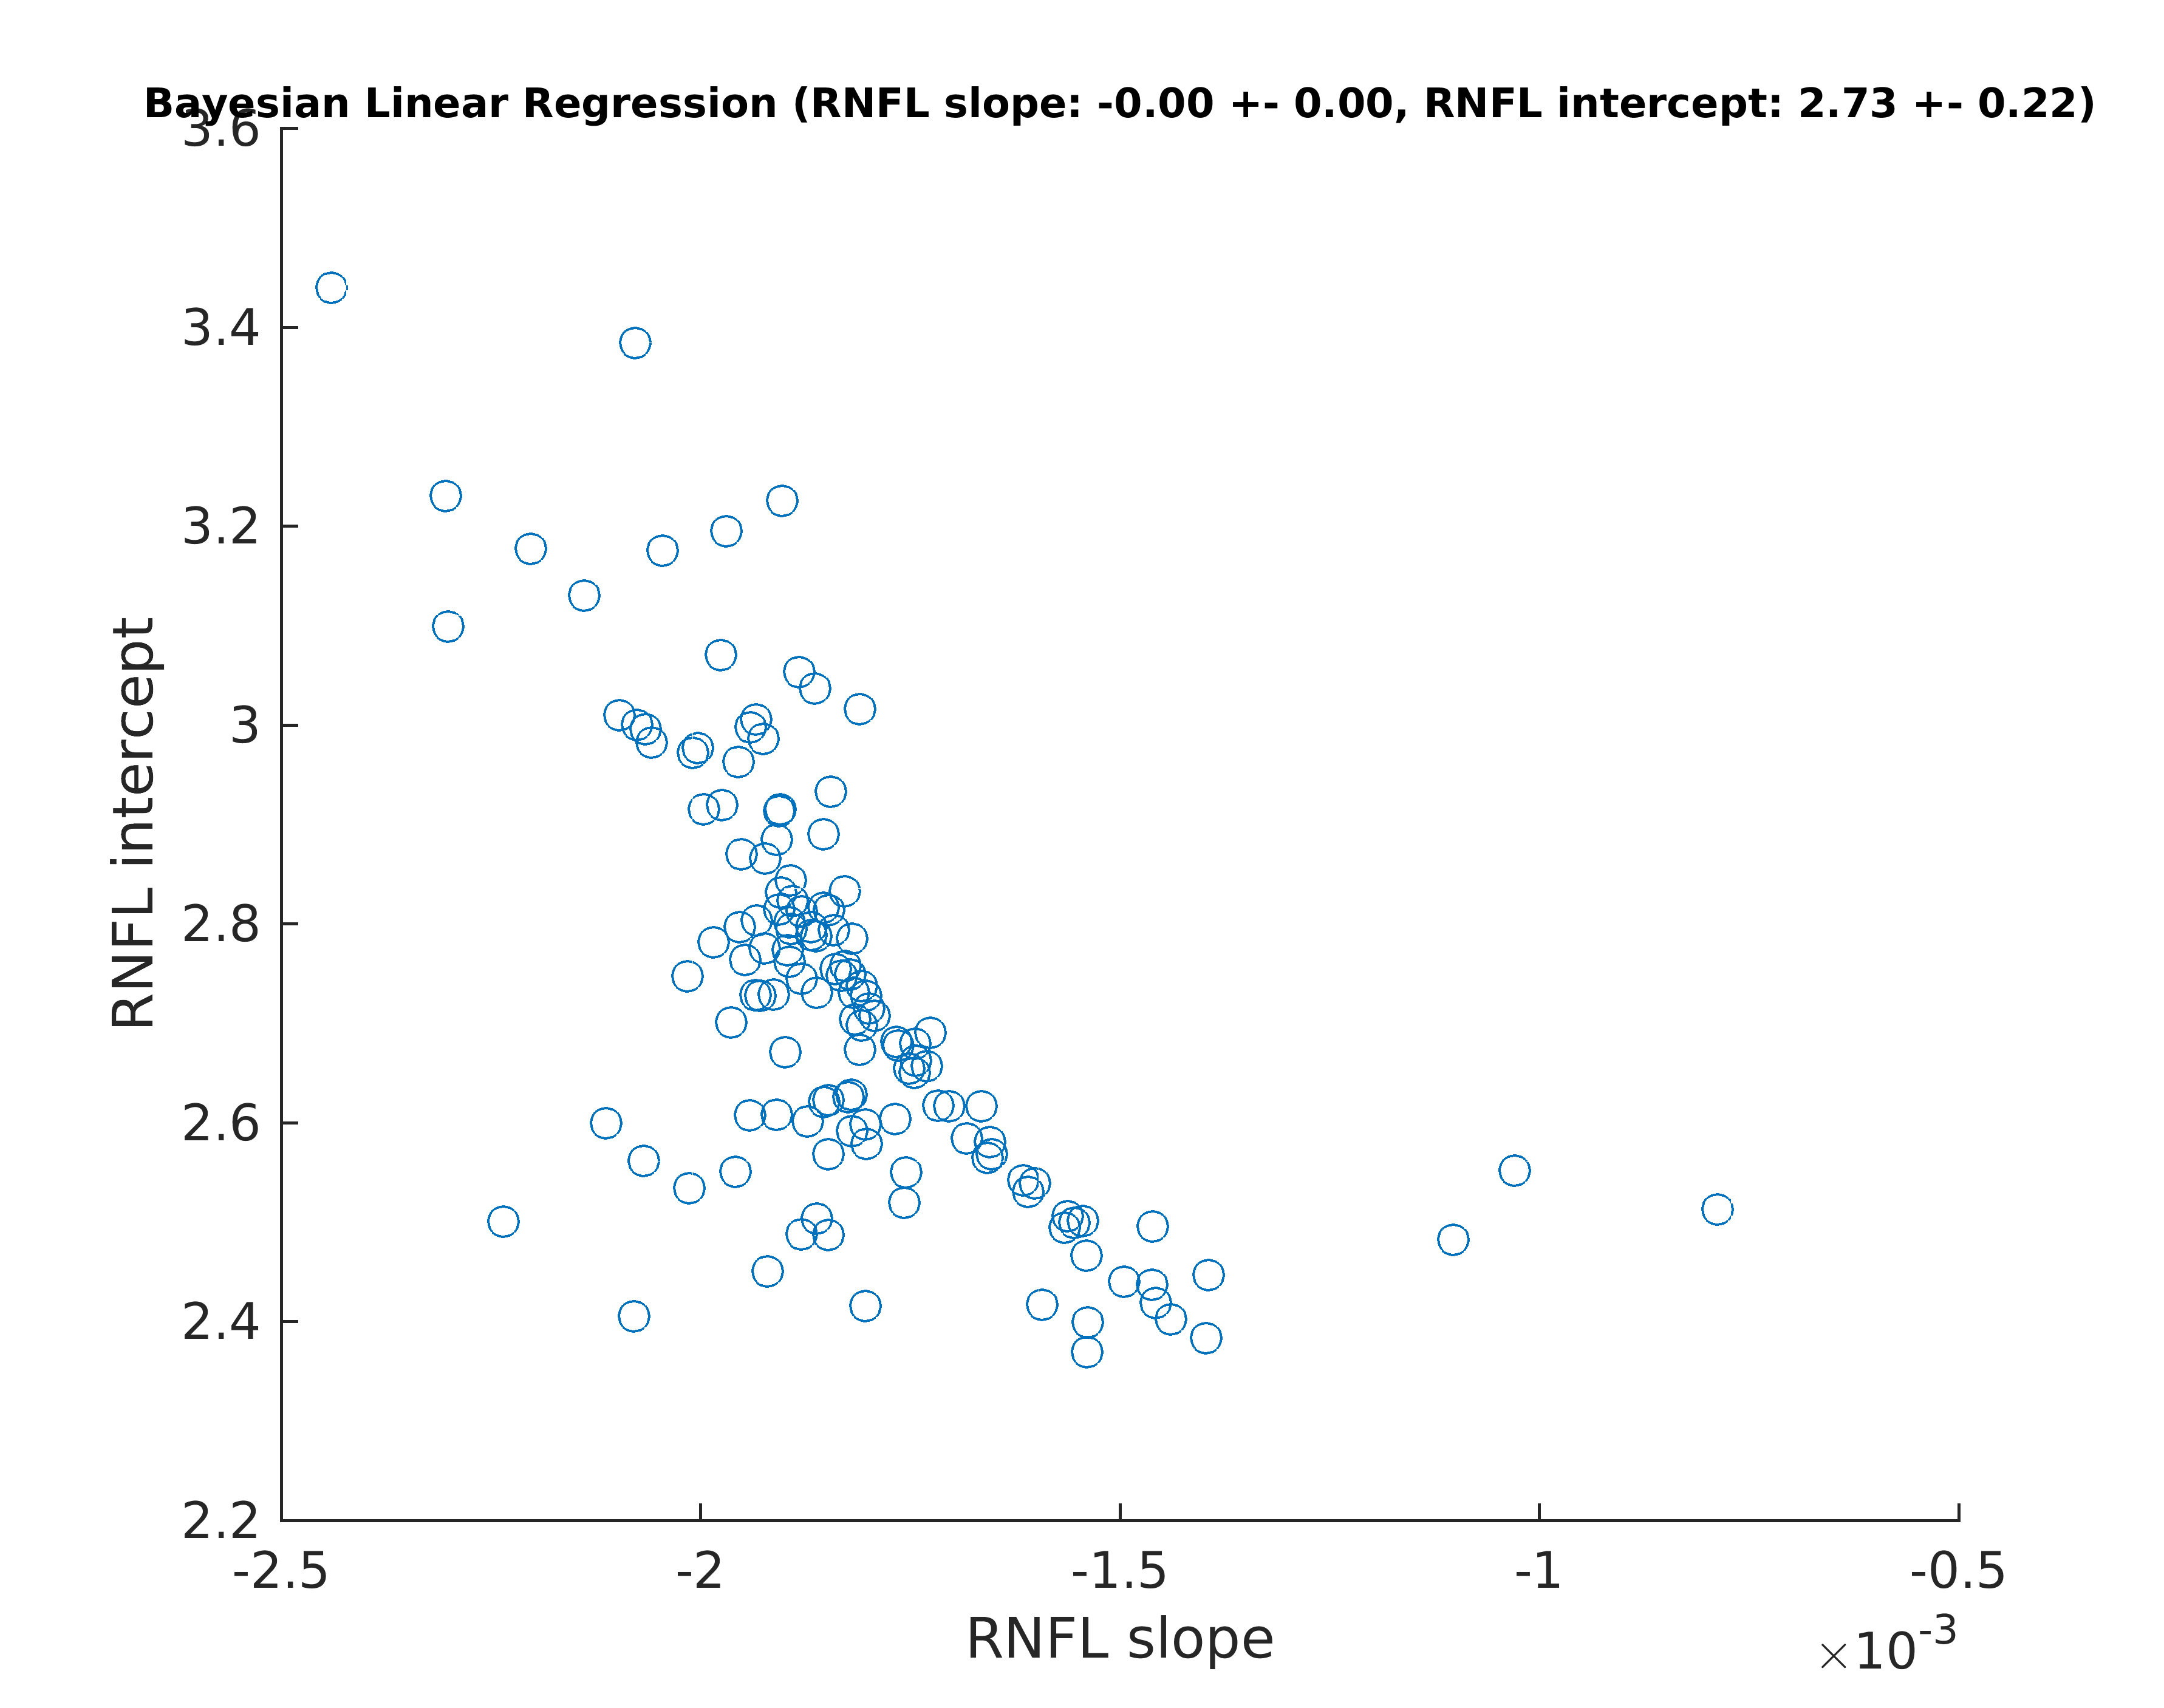 Bayesian Linear Regression (RNFL slope: -0.00 +- 0.00, RNFL intercept: 2.73 +- 0.22)
3.6
3.4
3.2
3
2.8
2.6
2.4
2.2
RNFL intercept
-2.5 -2 -1.5 -1 -0.5
RNFL slope
×10-3